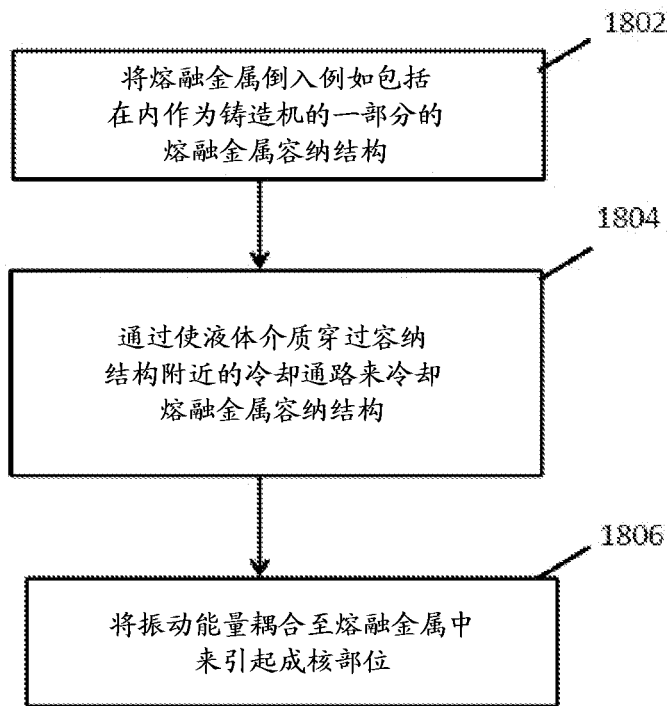 1802
将熔融金属倒入例如包括
在内作为铸造机的一部分的
熔融金属容纳结构
1804
通过使液体介质穿过容纳
结构附近的冷却通路来冷却
熔融金属容纳结构
1806
将振动能量耦合至熔融金属中
来引起成核部位